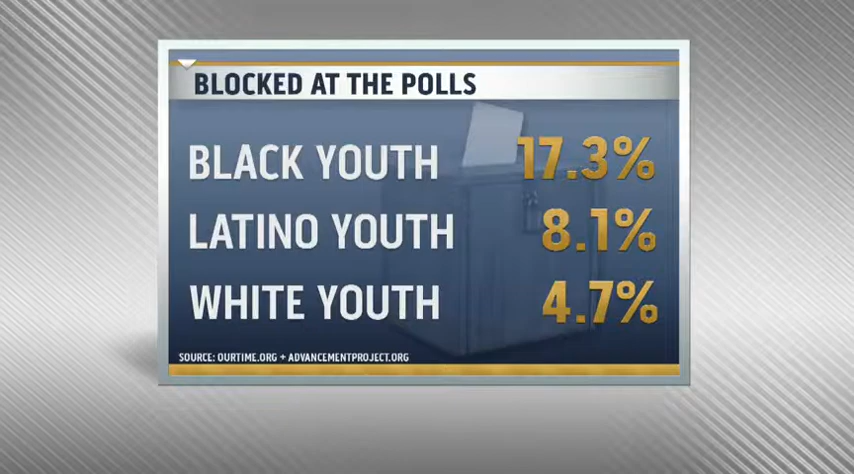 BLOCKED AT THE POLLS
BLACK YOUTH 17.3%
LATINO YOUTH 8.1%
WHITE YOUTH 4.7%
SOURCE: OURTIME.ORG + ADVANCEMENTPROJECT.ORG